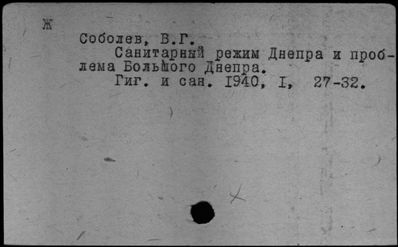 Ж
Соболев, В.Г.
Санитарный режим Днепра и проб-
лема Большого Днепра.
Гиг. и сан. 1940, I, 27-32.